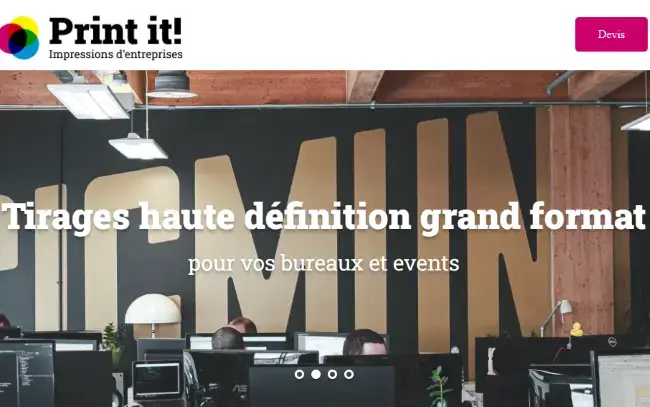 Print it!
Impressions d'entreprises
Devis
Tirages haute définition grand format
pour vos bureaux et events